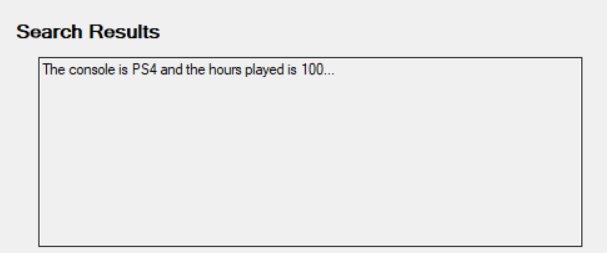 Search Results
The console is PS4 and the hours played is 100...